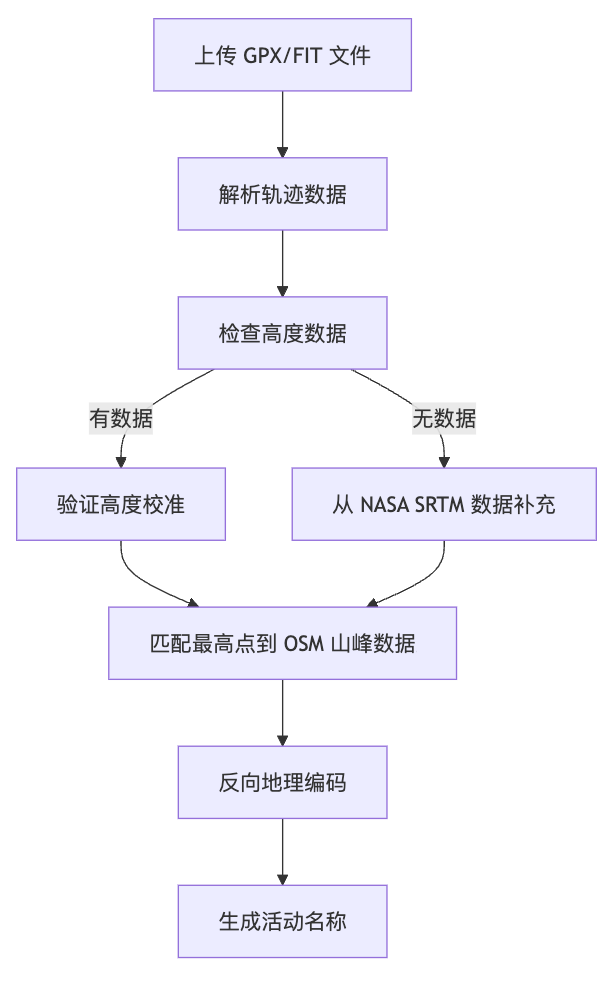 上传 GPX/FIT 文件
解析轨迹数据
检查高度数据
有数据
无数据
验证高度校准
从 NASA SRTM 数据补充
匹配最高点到 OSM 山峰数据
反向地理编码
生成活动名称